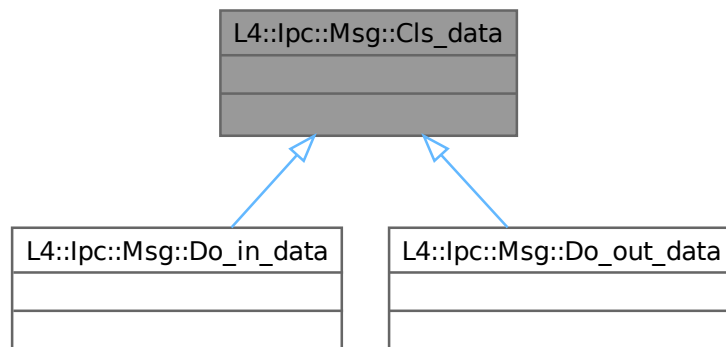 L4::Ipc::Msg::Cls_data
L4::Ipc::Msg::Do_in_data
L4::Ipc::Msg::Do_out_data